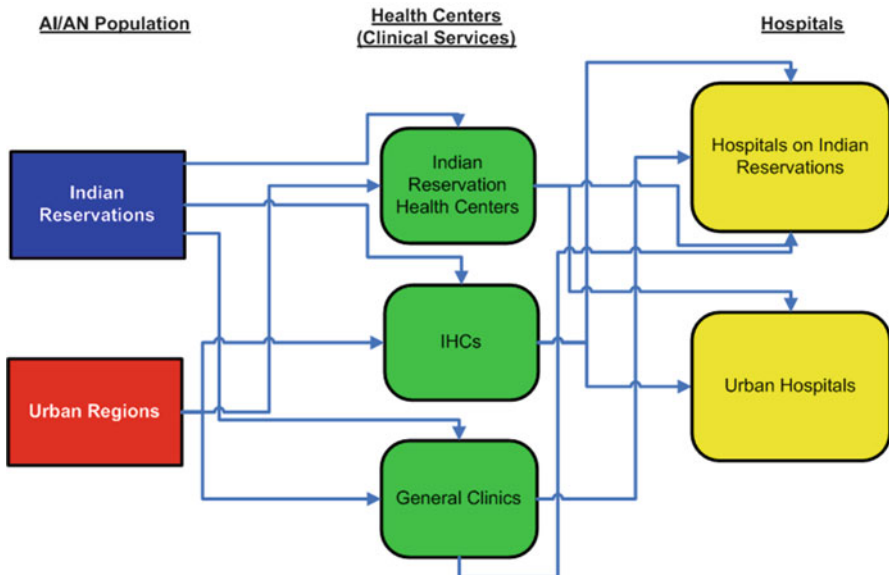 AI/AN Population
Health Centers
(Clinical Services)
Hospitals
Indian
Reservations
Urban Regions
Indian
Reservation
Health Centers
IHCs
General Clinics
Hospitals on Indian
Reservations
Urban Hospitals